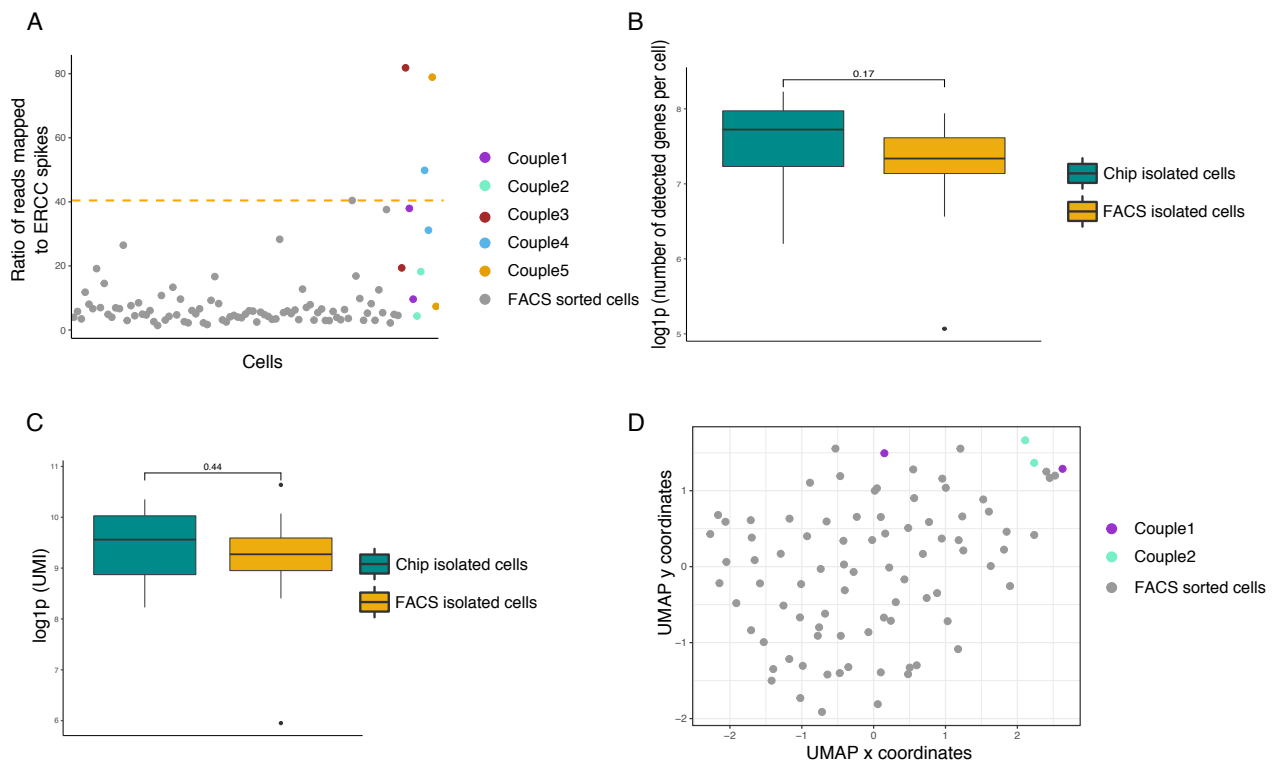 A
Ratio of reads mapped
to ERCC spikes
80
60
40
20
0
Cells
Couple1
Couple2
Couple3
Couple4
Couple5
FACS sorted cells
B
log1p (number of detected genes per cell)
8
7
6
5
0.17
Chip isolated cells
FACS isolated cells
C
log1p (UMI)
11
10
9
8
7
6
0.44
Chip isolated cells
FACS isolated cells
D
UMAP y coordinates
1
0
−1
−2
−2 −1 0 1 2
UMAP x coordinates
Couple1
Couple2
FACS sorted cells